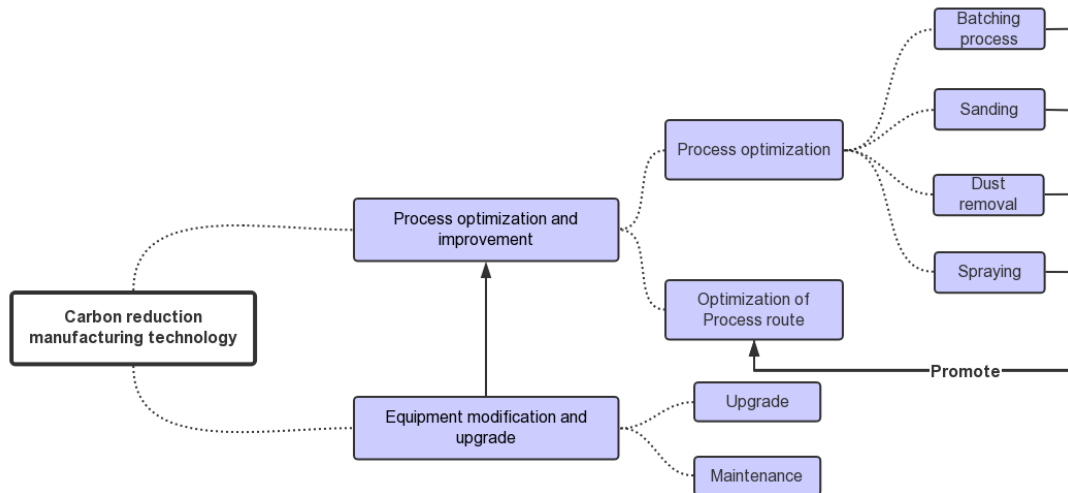 Batching
process
Sanding
Process optimization
Dust
removal
Process optimization and
improvement
Spraying
Carbon reduction
manufacturing technology
Optimization of
Process route
Promote
Equipment modification and
upgrade
Upgrade
Maintenance